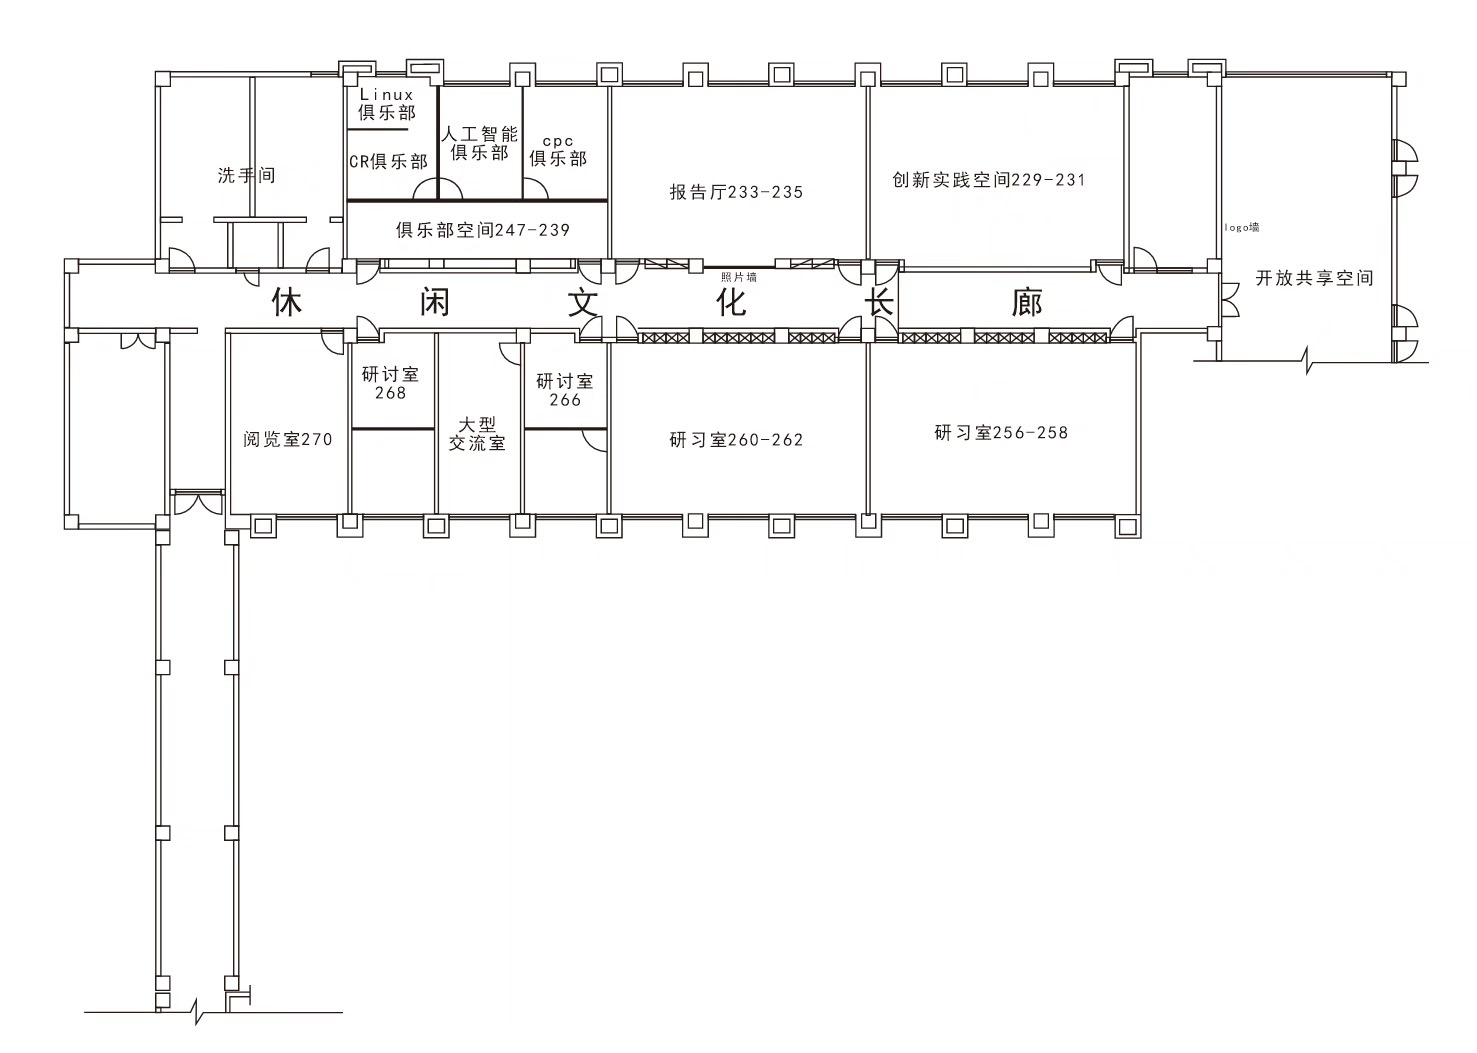 Linux
俱乐部
CR俱乐部
人工智能
俱乐部
cpc
俱乐部
洗手间
俱乐部空间247-239
报告厅233-235
创新实践空间229-231
logo墙
开放共享空间
照片墙
休闲文化长廊
阅览室270
研讨室
268
大型
交流室
研讨室
266
研习室260-262
研习室256-258